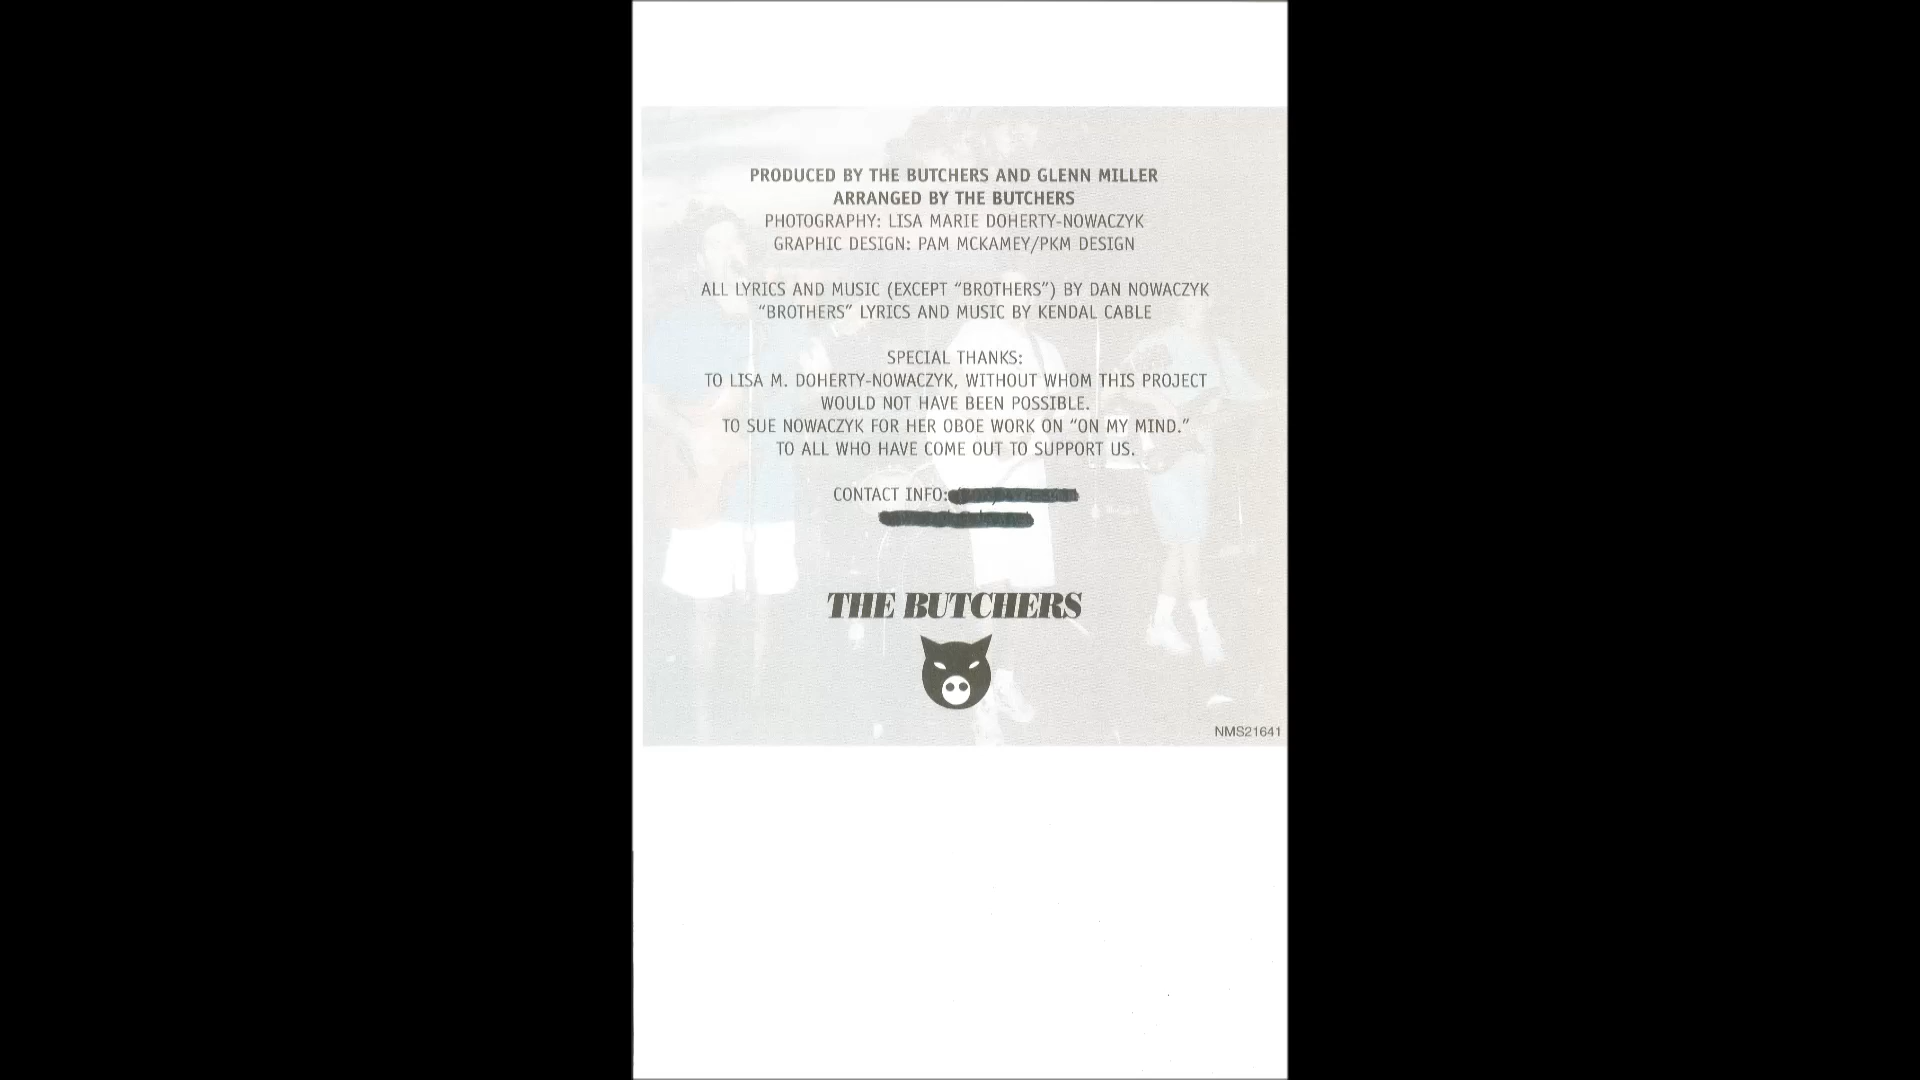 PRODUCED BY THE BUTCHERS AND GLENN MILLER
ARRANGED BY THE BUTCHERS
PHOTOGRAPHY: LISA MARIE DOHERTY-NOWACZYK
GRAPHIC DESIGN: PAM MCKAMEY/PKM DESIGN
ALL LYRICS AND MUSIC (EXCEPT “BROTHERS”) BY DAN NOWACZYK
“BROTHERS” LYRICS AND MUSIC BY KENDAL CABLE
SPECIAL THANKS:
TO LISA M. DOHERTY-NOWACZYK, WITHOUT WHOM THIS PROJECT
WOULD NOT HAVE BEEN POSSIBLE.
TO SUE NOWACZYK FOR HER OBOE WORK ON “ON MY MIND.”
TO ALL WHO HAVE COME OUT TO SUPPORT US.
CONTACT INFO:
THE BUTCHERS
NMS21641